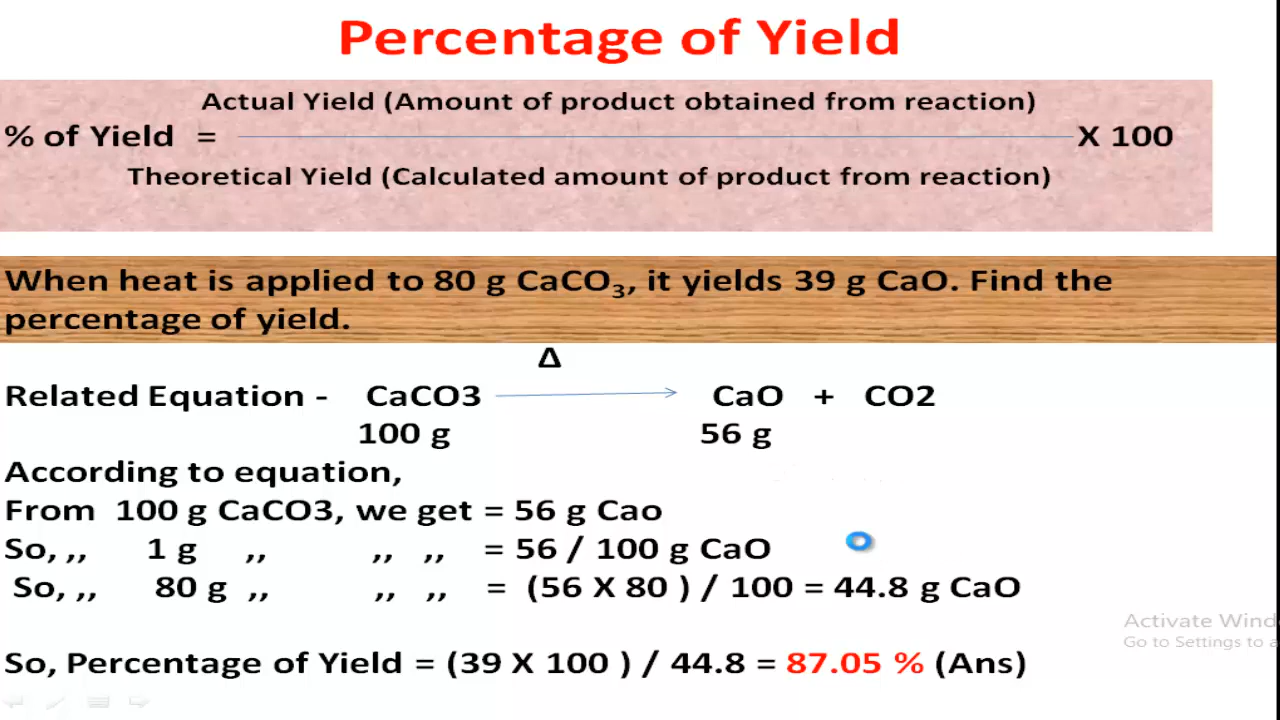 Percentage of Yield
Actual Yield (Amount of product obtained from reaction)
% of Yield = X 100
Theoretical Yield (Calculated amount of product from reaction)
When heat is applied to 80 g CaCO₃, it yields 39 g CaO. Find the
percentage of yield.
Δ
Related Equation - CaCO3 CaO + CO2
100 g 56 g
According to equation,
From 100 g CaCO3, we get = 56 g Cao
So, ,, 1 g ,, ,, ,, = 56 / 100 g CaO
So, ,, 80 g ,, ,, ,, = (56 X 80 ) / 100 = 44.8 g CaO
Activate Wind
Go to Settings to a
So, Percentage of Yield = (39 X 100 ) / 44.8 = 87.05 % (Ans)